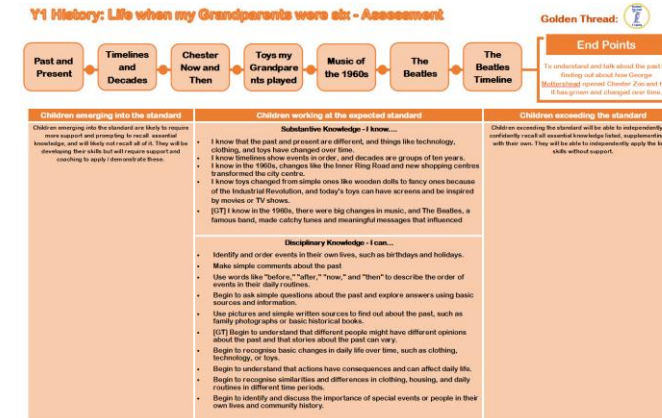 Y1 History: Life when my Grandparents were six - Assessment
Golden Thread:
Past and
Present
Timelines
and
Decades
Chester
Now and
Then
Toys my
Grandpare
nts played
Music of
the 1960s
The
Beatles
The
Beatles
Timeline
End Points
To understand and talk about the past
finding out about how George
Mottershead opened Chester Zoo and
it has grown and changed over time.
Children emerging into the standard
Children emerging into the standard are likely to require
more support and prompting to recall essential
knowledge, and will likely not recall all of it. They will be
developing their skills but will require support and
coaching to apply / demonstrate these.
Children working at the expected standard
Substantive Knowledge - I know....
• I know that the past and present are different, and things like technology,
clothing, and toys have changed over time.
• I know timelines show events in order, and decades are groups of ten years.
• I know in the 1960s, changes like the Inner Ring Road and new shopping centres
transformed the city centre.
• I know toys changed from simple ones like wooden dolls to fancy ones because
of the Industrial Revolution, and today's toys can have screens and be inspired
by movies or TV shows.
• [GT] I know in the 1960s, there were big changes in music, and The Beatles, a
famous band, made catchy tunes and meaningful messages that influenced
Disciplinary Knowledge - I can...
• Identify and order events in their own lives, such as birthdays and holidays.
• Make simple comments about the past
• Use words like "before," "after," "now," and "then" to describe the order of
events in their daily routines.
• Begin to ask simple questions about the past and explore answers using basic
sources and information.
• Use pictures and simple written sources to find out about the past, such as
family photographs or basic historical books.
• [GT] Begin to understand that different people might have different opinions
about the past and that stories about the past can vary.
• Begin to recognise basic changes in daily life over time, such as clothing,
technology, or toys.
• Begin to understand that actions have consequences and can affect daily life.
• Begin to recognise similarities and differences in clothing, housing, and daily
routines in different time periods.
• Begin to identify and discuss the importance of special events or people in their
own lives and community history.
Children exceeding the standard
Children exceeding the standard will be able to independently
confidently recall all essential knowledge listed, supplementing
with their own. They will be able to independently apply the
skills without support.